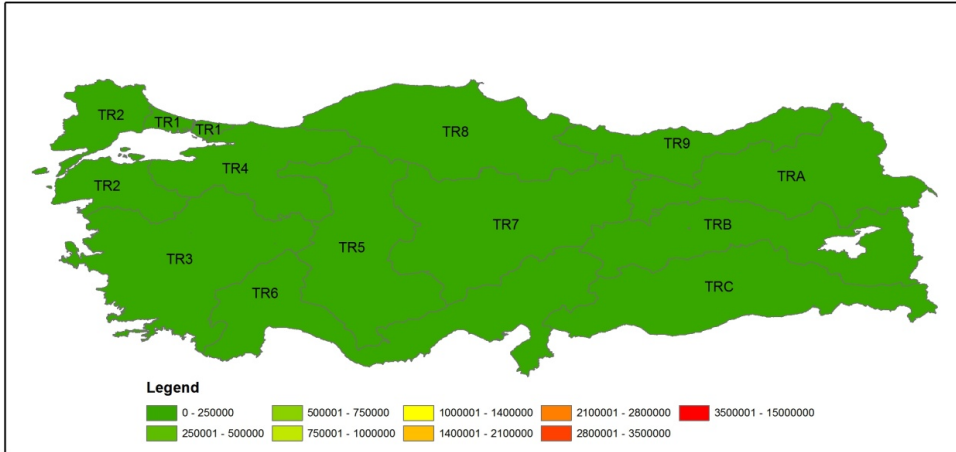 TR2
TR1
TR1
TR8
TR9
TR4
TRA
TR2
TR7
TRB
TR5
TR3
TRC
TR6
Legend
0 - 250000
500001 - 750000
1000001 - 1400000
2100001 - 2800000
3500001 - 15000000
250001 - 500000
750001 - 1000000
1400001 - 2100000
2800001 - 3500000